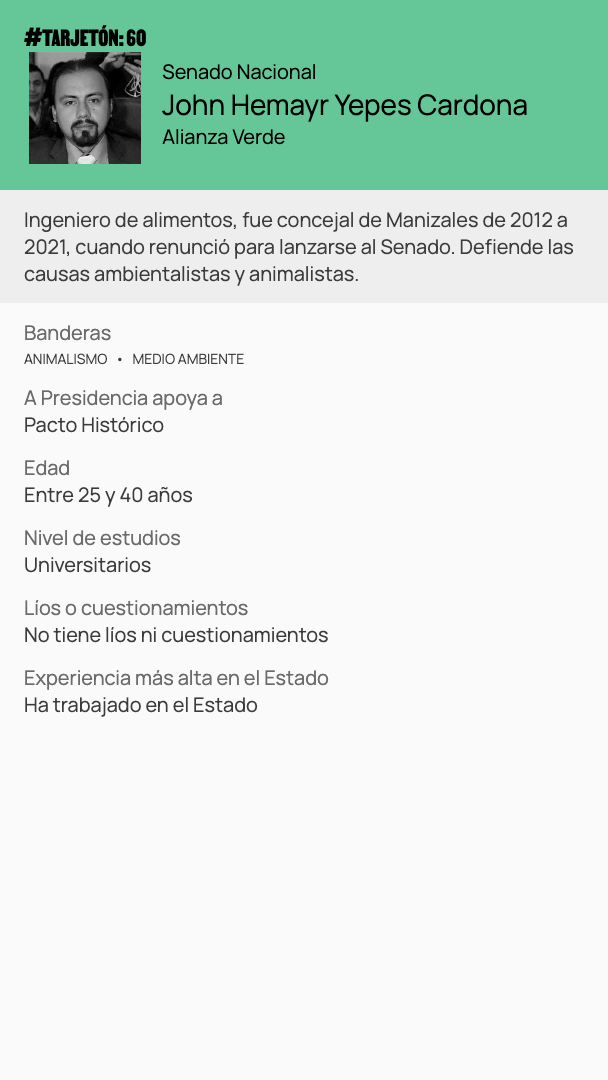 #TARJETÓN: 60
Senado Nacional
John Hemayr Yepes Cardona
Alianza Verde
Ingeniero de alimentos, fue concejal de Manizales de 2012 a
2021, cuando renunció para lanzarse al Senado. Defiende las
causas ambientalistas y animalistas.
Banderas
ANIMALISMO • MEDIO AMBIENTE
A Presidencia apoya a
Pacto Histórico
Edad
Entre 25 y 40 años
Nivel de estudios
Universitarios
Líos o cuestionamientos
No tiene líos ni cuestionamientos
Experiencia más alta en el Estado
Ha trabajado en el Estado